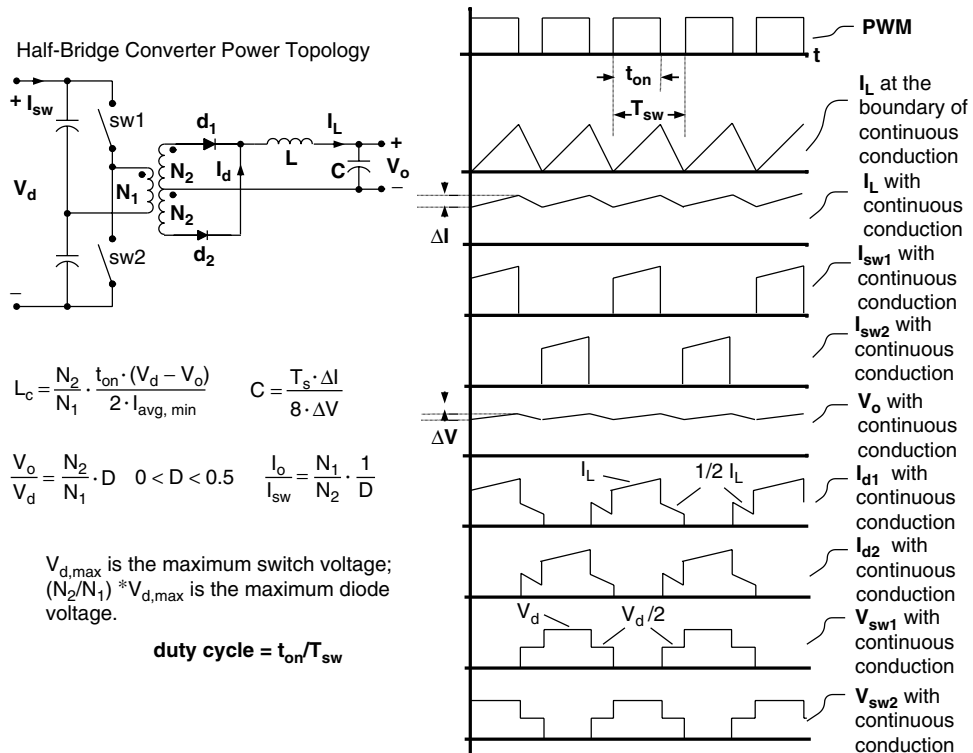 Half-Bridge Converter Power Topology
+ I_sw
sw1
d_1
I_L
+
N_2
L
I_d
C
V_o
V_d
N_1
N_2
−
sw2
d_2
−
L_c = N_2/N_1 · t_on · (V_d − V_o)/2 · I_avg, min
C = T_s · ΔI/8 · ΔV
V_o/V_d = N_2/N_1 · D
0 < D < 0.5
I_o/I_sw = N_1/N_2 · 1/D
V_d,max is the maximum switch voltage;
(N_2/N_1) *V_d,max is the maximum diode
voltage.
duty cycle = t_on/T_sw
PWM
t
t_on
T_sw
I_L at the
boundary of
continuous
conduction
I_L with
continuous
conduction
ΔI
I_sw1 with
continuous
conduction
I_sw2 with
continuous
conduction
V_o with
continuous
conduction
ΔV
I_L
1/2 I_L
I_d1 with
continuous
conduction
I_d2 with
continuous
conduction
V_d
V_d/2
V_sw1 with
continuous
conduction
V_sw2 with
continuous
conduction